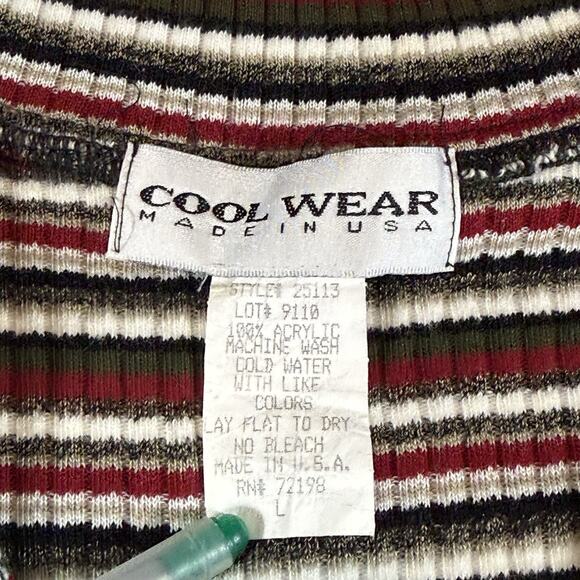 COOL WEAR
MADE IN USA
STYLE# 25113
LOT# 9110
100% ACRYLIC
MACHINE WASH
COLD WATER
WITH LIKE
COLORS
LAY FLAT TO DRY
NO BLEACH
MADE IN U.S.A.
RN# 72198
L